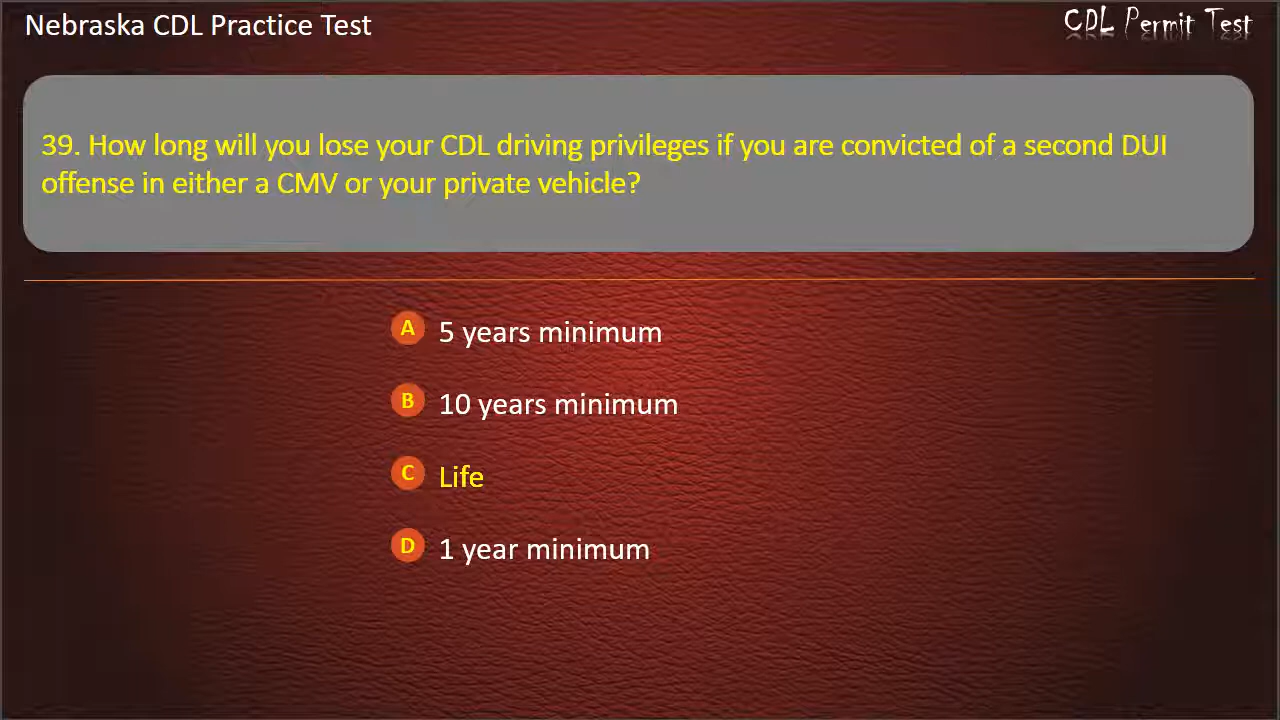 Nebraska CDL Practice Test
CDL Permit Test
39. How long will you lose your CDL driving privileges if you are convicted of a second DUI
offense in either a CMV or your private vehicle?
A 5 years minimum
B 10 years minimum
C Life
D 1 year minimum